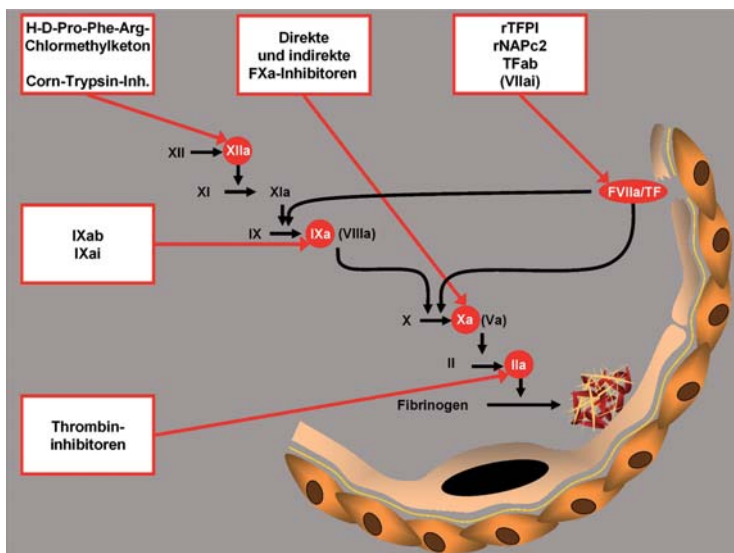 H-D-Pro-Phe-Arg-
Chlormethylketon
Corn-Trypsin-Inh.
Direkte
und indirekte
FXa-Inhibitoren
rTFPI
rNAPc2
TFab
(VIIai)
XII XIIa
XI XIa
FVIIa/TF
IX IXa (VIIIa)
IXab
IXai
X Xa (Va)
II IIa
Fibrinogen
Thrombin-
inhibitoren